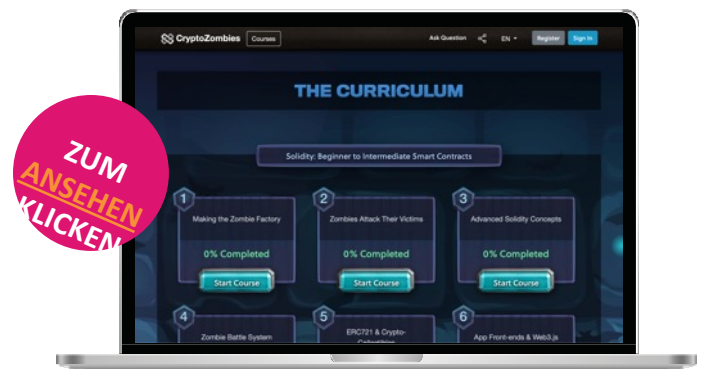 CryptoZombies Courses Ask Question EN Register Sign In
THE CURRICULUM
ZUM
ANSEHEN
KLICKEN
Solidity: Beginner to Intermediate Smart Contracts
1 2 3
Making the Zombie Factory Zombies Attack Their Victims Advanced Solidity Concepts
0% Completed 0% Completed 0% Completed
Start Course Start Course Start Course
4 5 6
Zombie Battle System ERC721 & Crypto- App Front-ends & Web3.js
Collectibles